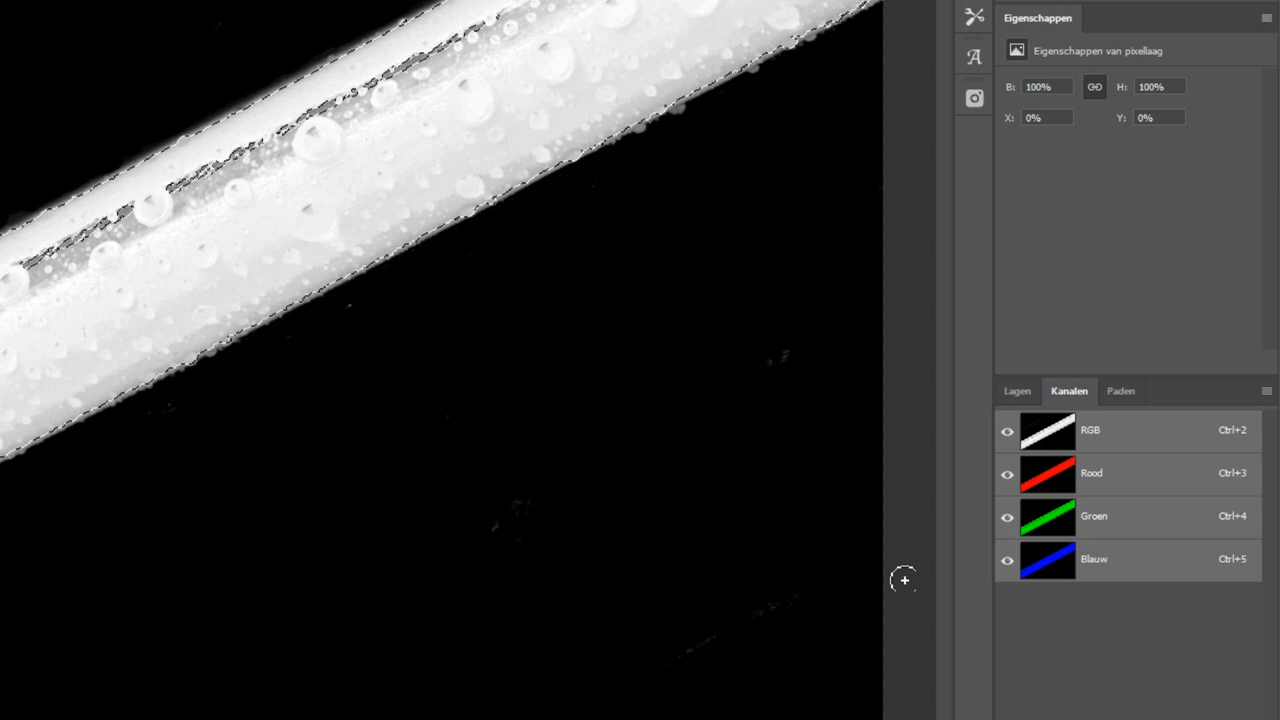 Eigenschappen
Eigenschappen van pixellaag
B: 100% H: 100%
X: 0% Y: 0%
Lagen Kanalen Paden
RGB Ctrl+2
Rood Ctrl+3
Groen Ctrl+4
Blauw Ctrl+5